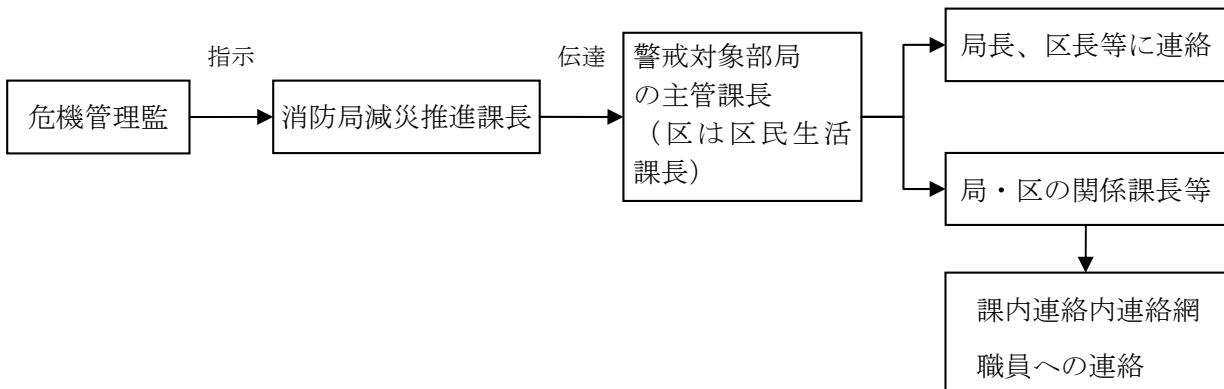 危機管理監
指示
消防局減災推進課長
伝達
警戒対象部局
の主管課長
（区は区民生活
課長）
局長、区長等に連絡
局・区の関係課長等
課内連絡内連絡網
職員への連絡